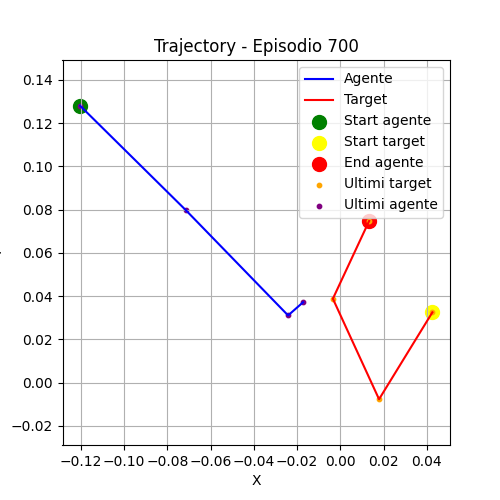 Trajectory - Episodio 700
Agente
Target
Start agente
Start target
End agente
Ultimi target
Ultimi agente
0.14
0.12
0.10
0.08
0.06
0.04
0.02
0.00
−0.02
−0.12 −0.10 −0.08 −0.06 −0.04 −0.02 0.00 0.02 0.04
X